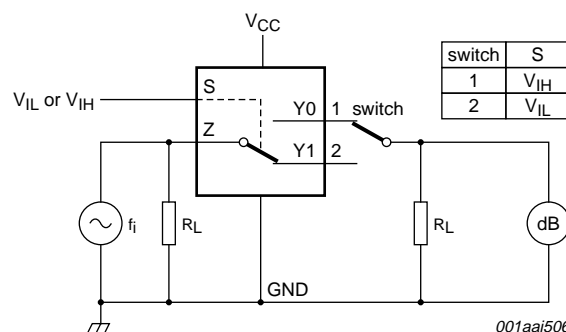 VCC
switch S
1 VIH
2 VIL
S
VIL or VIH
Y0 1 switch
Z
Y1 2
fi
RL
RL
dB
GND
001aai506